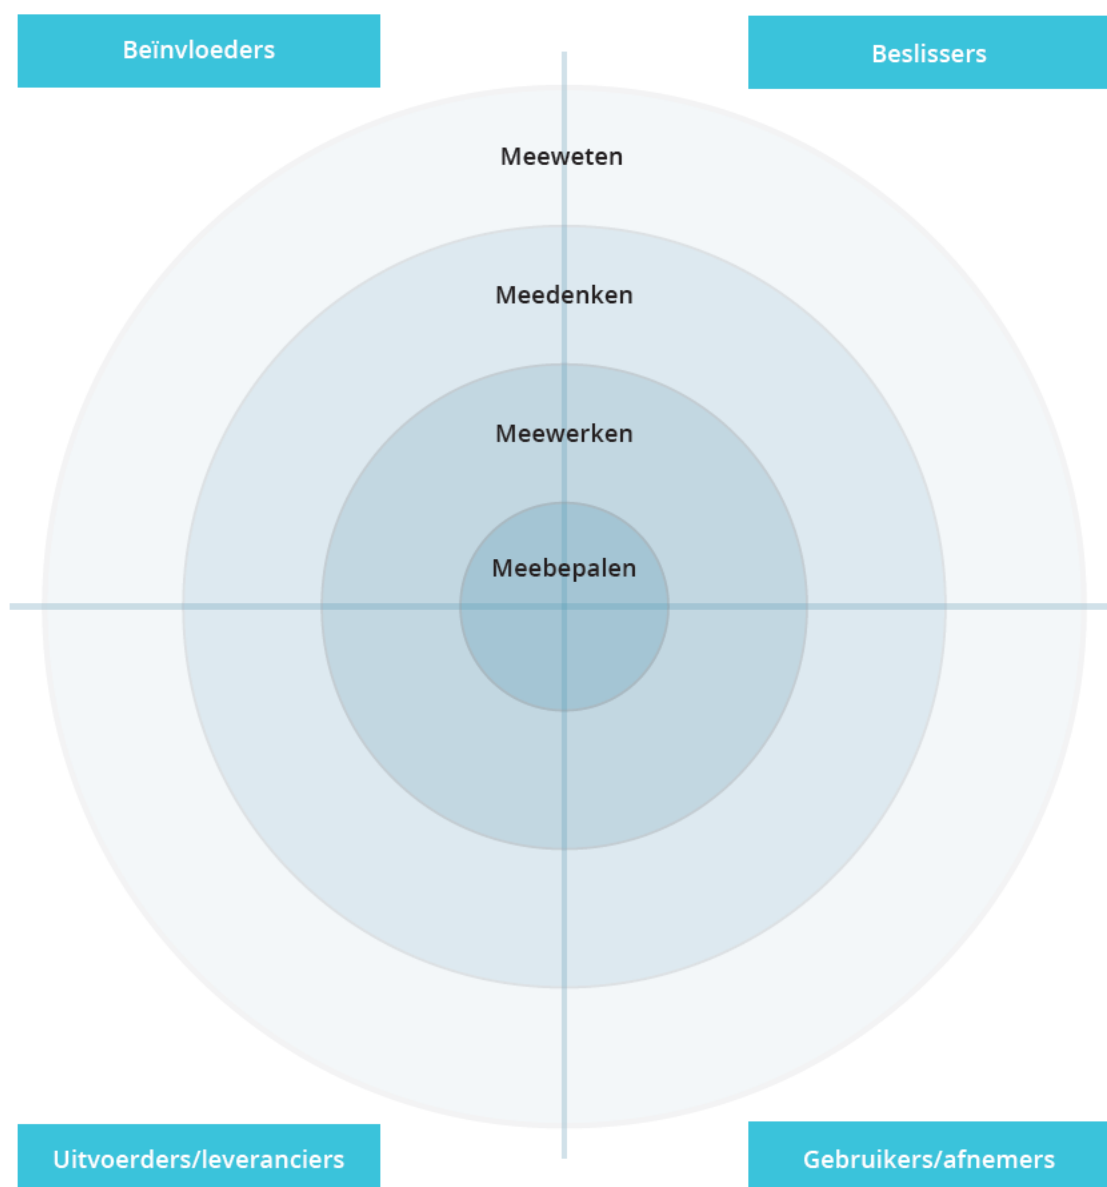 Beïnvloeders
Beslissers
Meeweten
Meedenken
Meewerken
Meebepalen
Uitvoerders/leveranciers
Gebruikers/afnemers